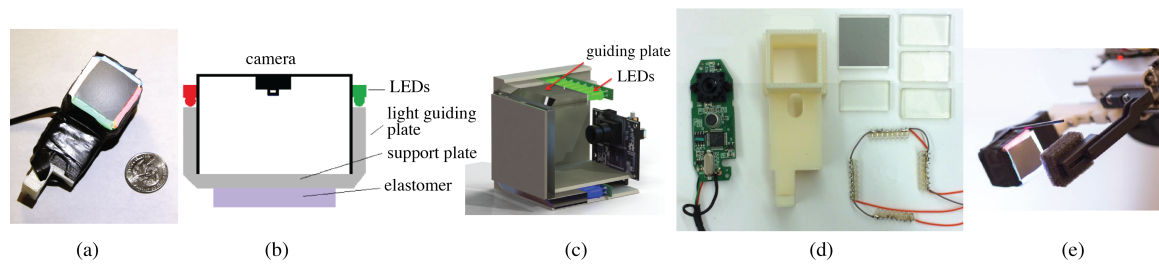 camera
LEDs
light guiding
plate
support plate
elastomer
guiding plate
LEDs
(a)
(b)
(c)
(d)
(e)